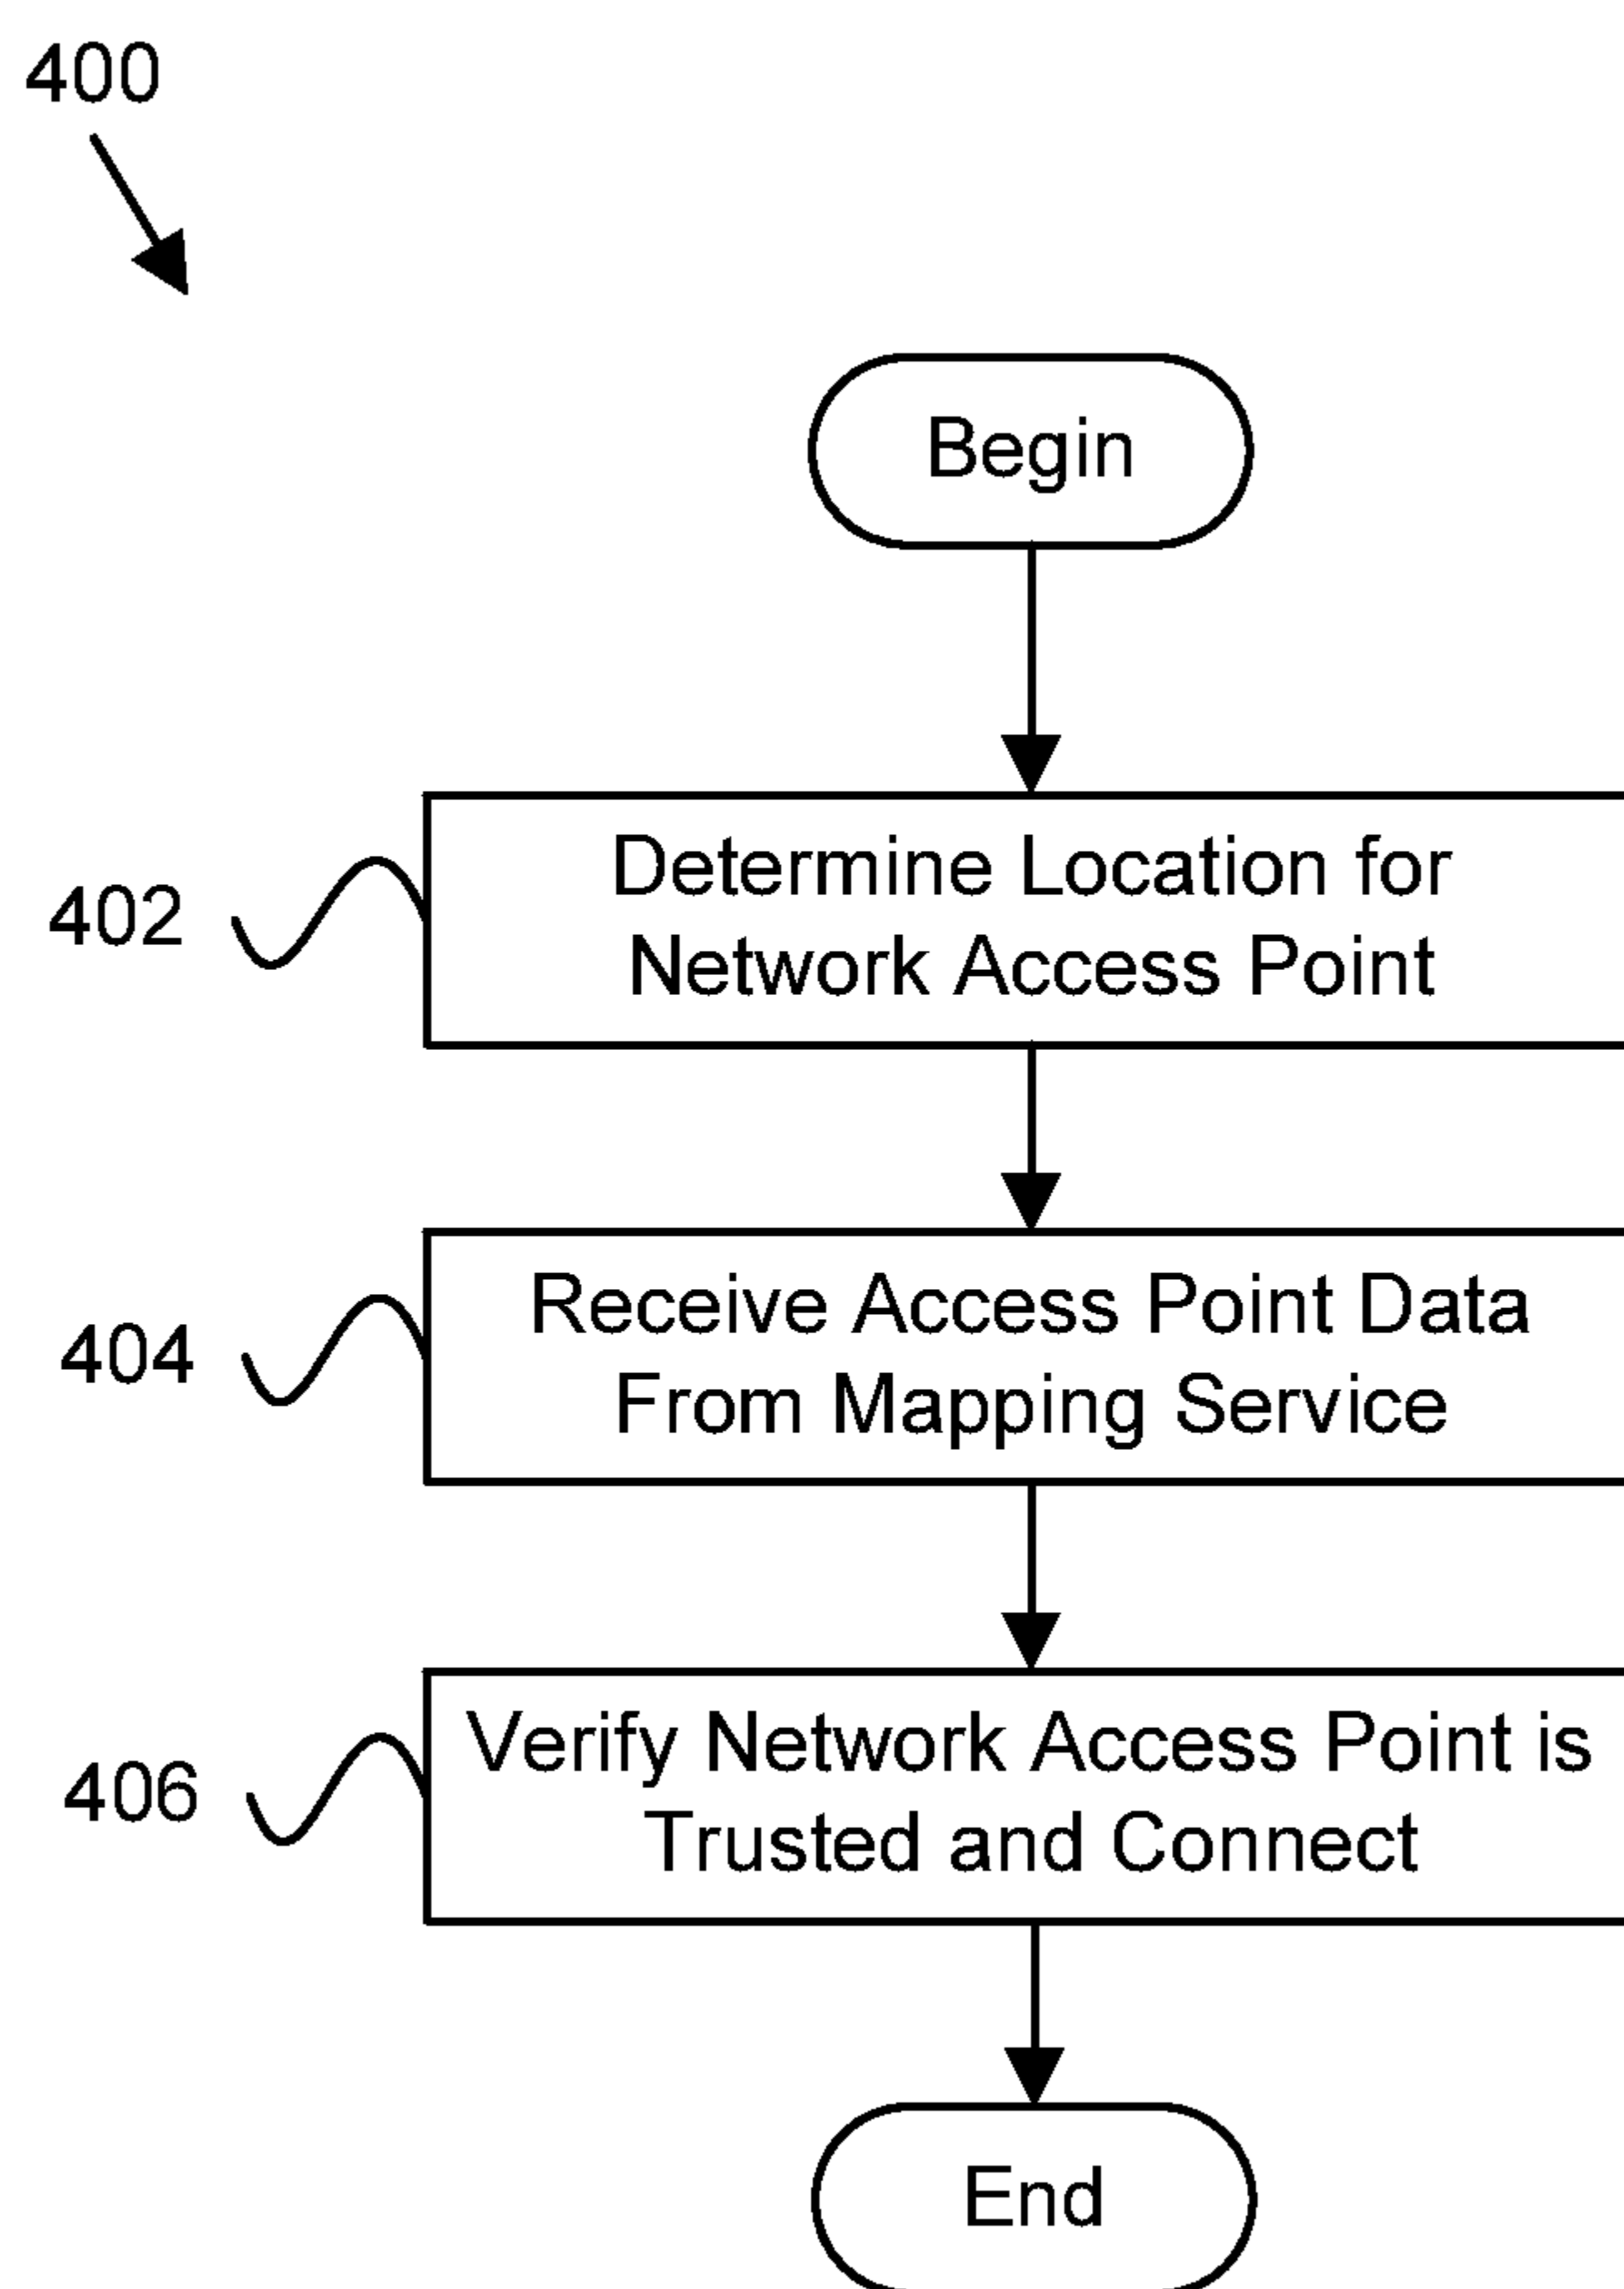 400
Begin
402
Determine Location for
Network Access Point
404
Receive Access Point Data
From Mapping Service
406
Verify Network Access Point is
Trusted and Connect
End